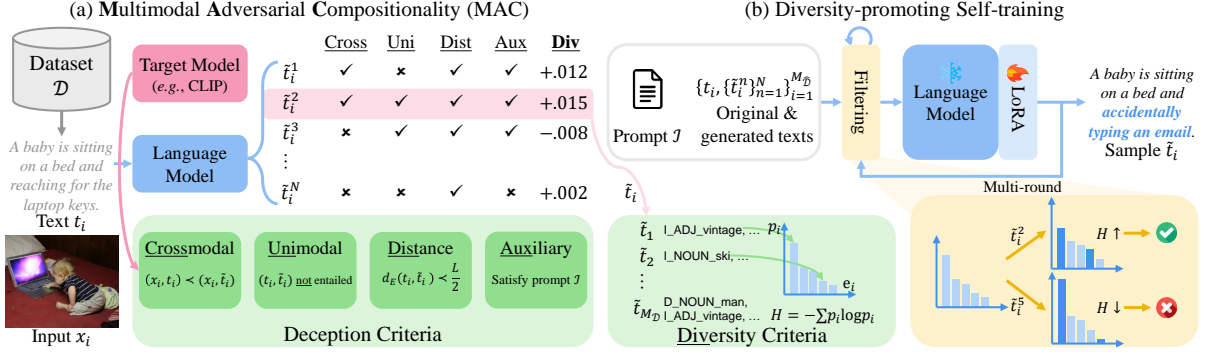 (a) Multimodal Adversarial Compositionality (MAC)
Dataset
𝒟
A baby is sitting
on a bed and
reaching for the
laptop keys.
Text t_i
Input x_i
Target Model
(e.g., CLIP)
Language
Model
Cross Uni Dist Aux Div
t̃_i^1 ✓ ✗ ✓ ✓ +.012
t̃_i^2 ✓ ✓ ✓ ✓ +.015
t̃_i^3 ✗ ✓ ✓ ✓ −.008
⋮
t̃_i^N ✗ ✗ ✓ ✗ +.002
Crossmodal
(x_i, t_i) ≺ (x_i, t̃_i)
Unimodal
(t_i, t̃_i) not entailed
Distance
d_E(t_i, t̃_i) ≺ L/2
Auxiliary
Satisfy prompt ℐ
Deception Criteria
t̃_i
t̃_1 I_ADJ_vintage, …
t̃_2 I_NOUN_ski, …
⋮
t̃_{M_𝒟} D_NOUN_man,
I_ADJ_vintage, …
p_i
e_i
H = −∑p_i log p_i
Diversity Criteria
(b) Diversity-promoting Self-training
Prompt ℐ
{t_i, {t̃_i^n}_{n=1}^N}_{i=1}^{M_𝒟̃}
Original &
generated texts
Filtering
Language
Model
LoRA
A baby is sitting
on a bed and
accidentally
typing an email.
Sample t̃_i
Multi-round
t̃_i^2
H ↑
t̃_i^5
H ↓